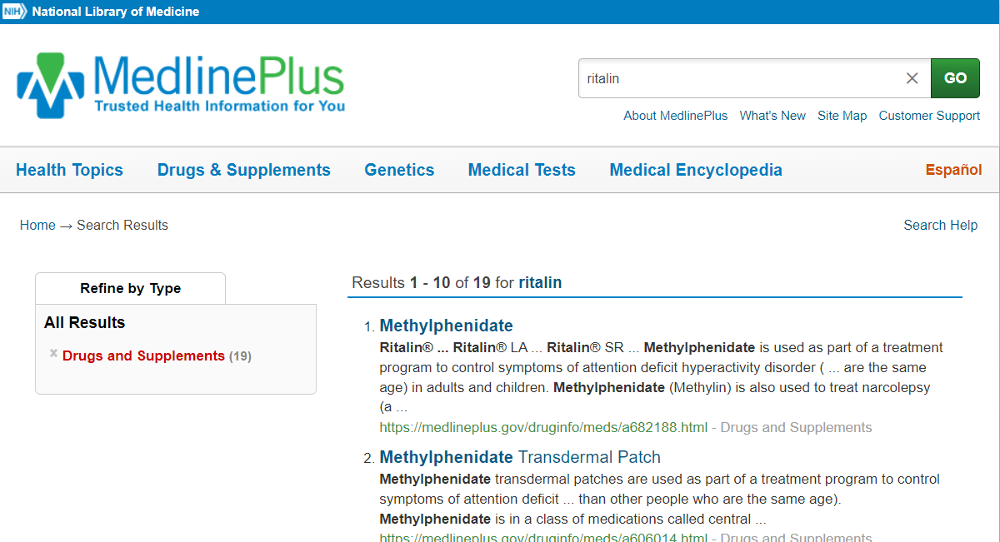 NIH National Library of Medicine
MedlinePlus
Trusted Health Information for You
ritalin × GO
About MedlinePlus What's New Site Map Customer Support
Health Topics Drugs & Supplements Genetics Medical Tests Medical Encyclopedia Español
Home → Search Results Search Help
Refine by Type
All Results
× Drugs and Supplements (19)
Results 1 - 10 of 19 for ritalin
1. Methylphenidate
Ritalin® ... Ritalin® LA ... Ritalin® SR ... Methylphenidate is used as part of a treatment
program to control symptoms of attention deficit hyperactivity disorder ( ... are the same
age) in adults and children. Methylphenidate (Methylin) is also used to treat narcolepsy
(a ...
https://medlineplus.gov/druginfo/meds/a682188.html - Drugs and Supplements
2. Methylphenidate Transdermal Patch
Methylphenidate transdermal patches are used as part of a treatment program to control
symptoms of attention deficit ... than other people who are the same age).
Methylphenidate is in a class of medications called central ...
https://medlineplus.gov/druginfo/meds/a606014.html - Drugs and Supplements